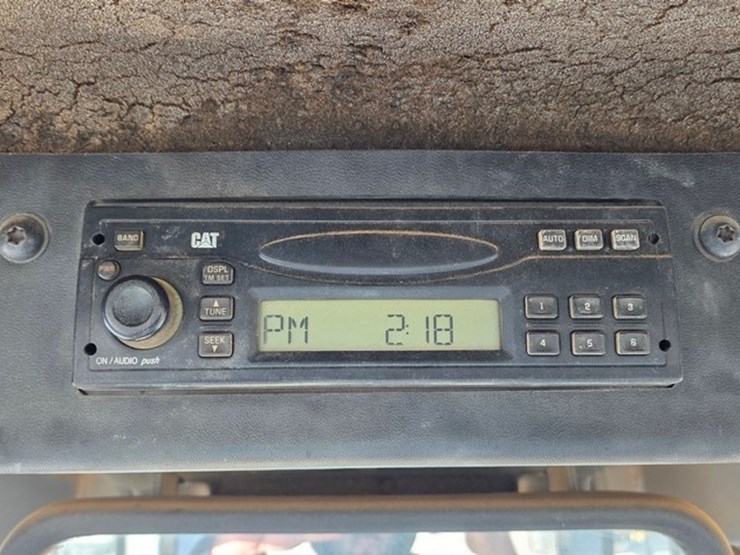 BAND
CAT
AUTO DIM SCAN
PWR
DSPL
TM SET
TUNE
SEEK
PM 2:18
1 2 3
4 5 6
ON / AUDIO push